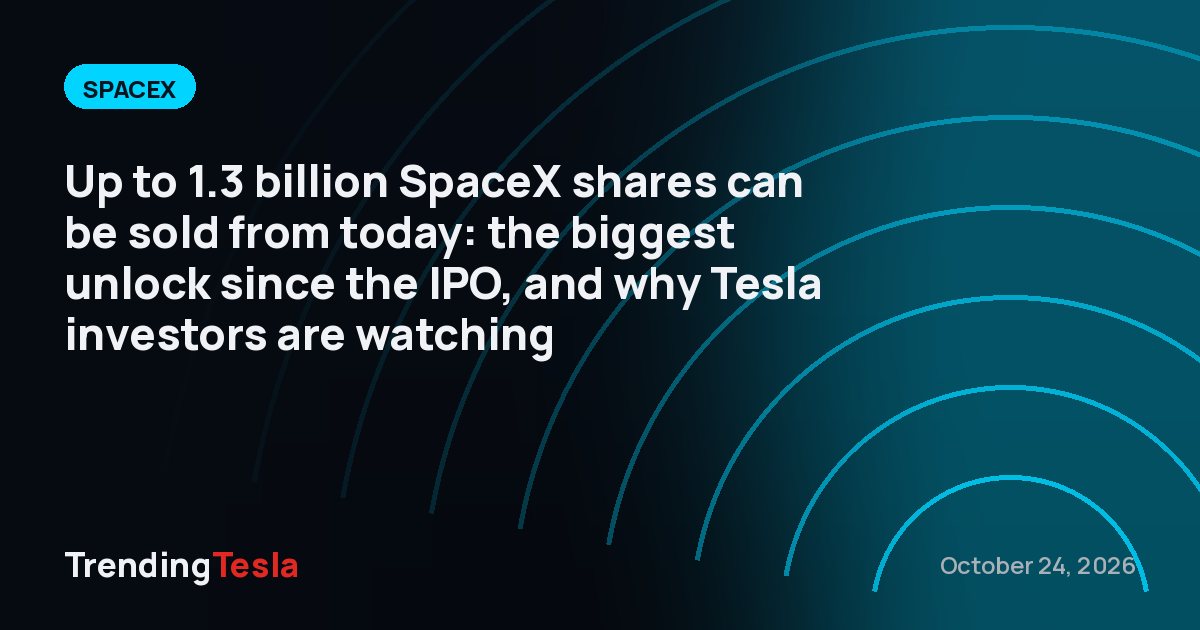 SPACEX
Up to 1.3 billion SpaceX shares can
be sold from today: the biggest
unlock since the IPO, and why Tesla
investors are watching
TrendingTesla
October 24, 2026